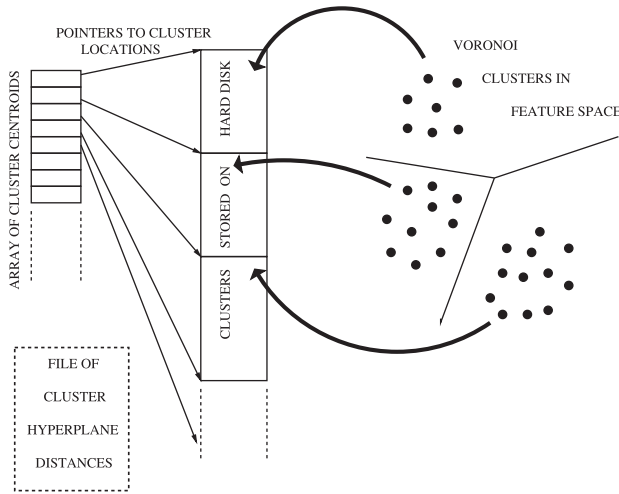 POINTERS TO CLUSTER
LOCATIONS
ARRAY OF CLUSTER CENTROIDS
HARD DISK
STORED ON
CLUSTERS
VORONOI
CLUSTERS IN
FEATURE SPACE
FILE OF
CLUSTER
HYPERPLANE
DISTANCES